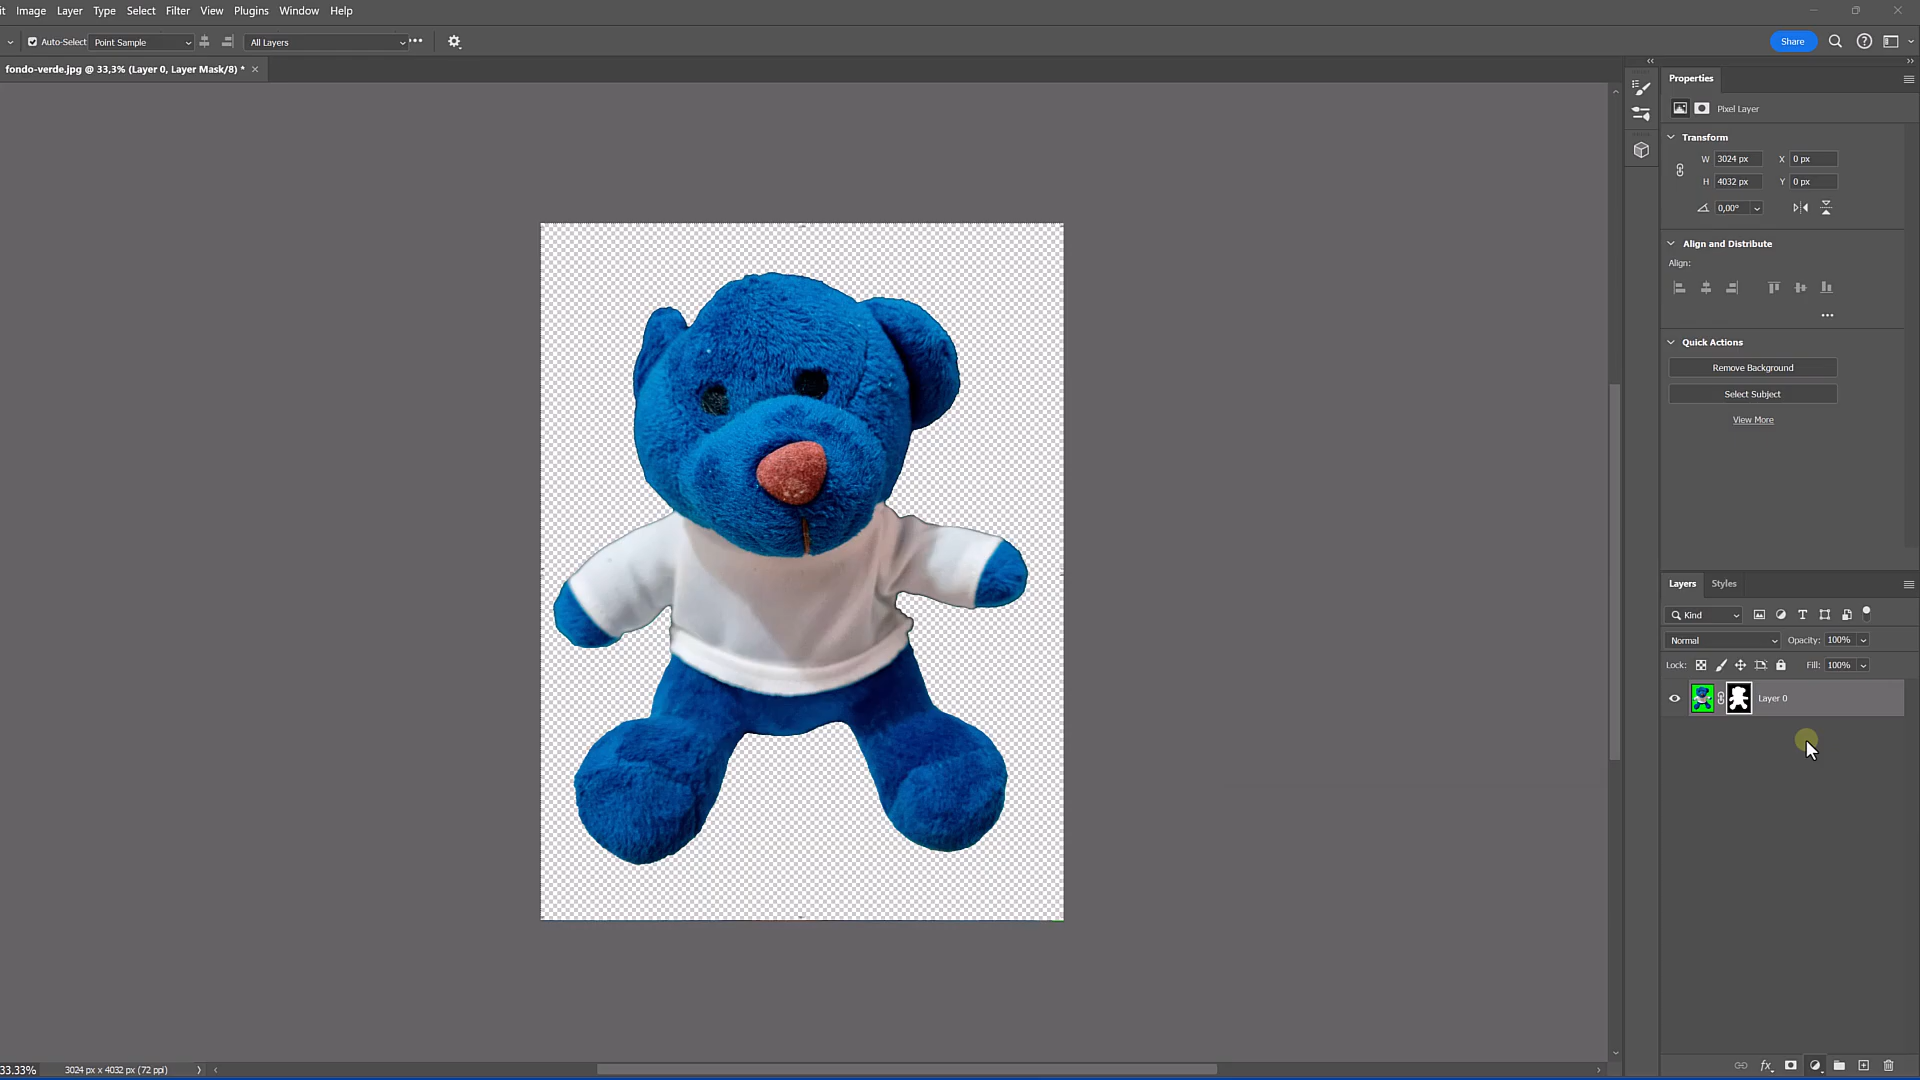 it Image Layer Type Select Filter View Plugins Window Help
Auto-Select Point Sample All Layers Share
fondo-verde.jpg @ 33,3% (Layer 0, Layer Mask/8) *
Properties
Pixel Layer
Transform
W 3024 px X 0 px
H 4032 px Y 0 px
0,00°
Align and Distribute
Align:
Quick Actions
Remove Background
Select Subject
View More
Layers Styles
Kind
Normal Opacity: 100%
Lock: Fill: 100%
Layer 0
fx
33.33% 3024 px x 4032 px (72 ppi)